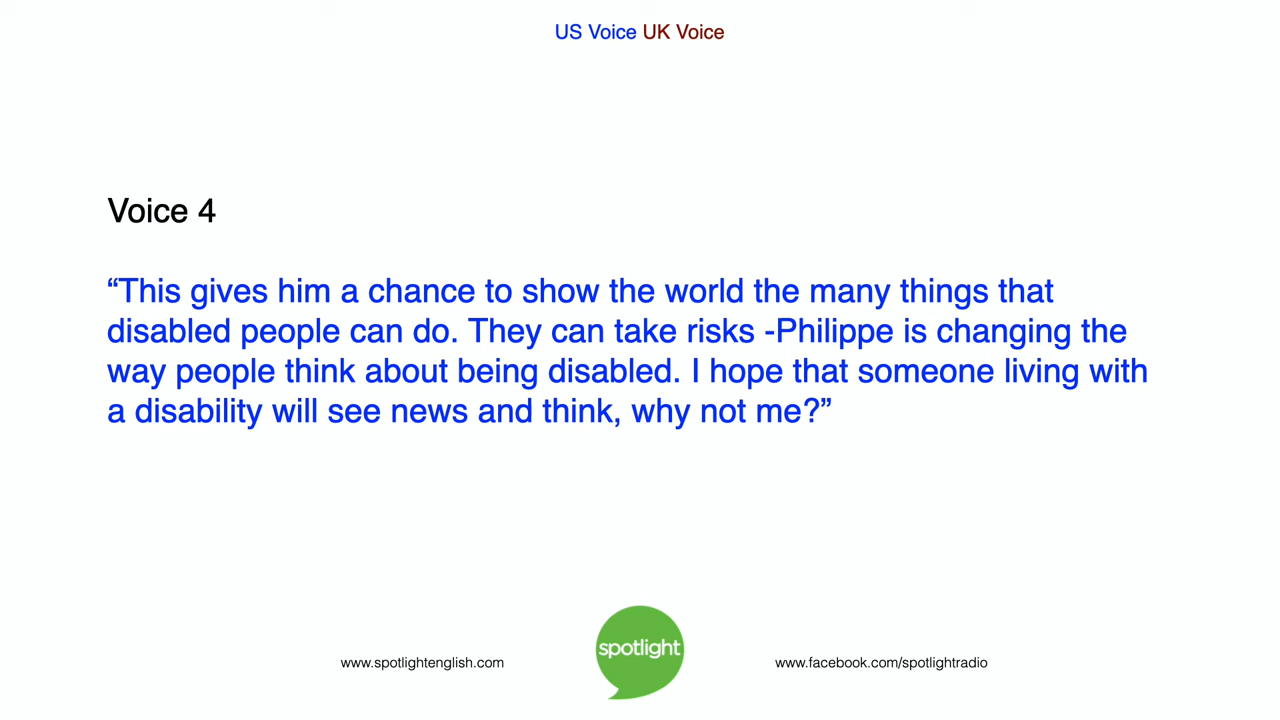 US Voice UK Voice
Voice 4
“This gives him a chance to show the world the many things that
disabled people can do. They can take risks -Philippe is changing the
way people think about being disabled. I hope that someone living with
a disability will see news and think, why not me?”
spotlight
www.spotlightenglish.com
www.facebook.com/spotlightradio